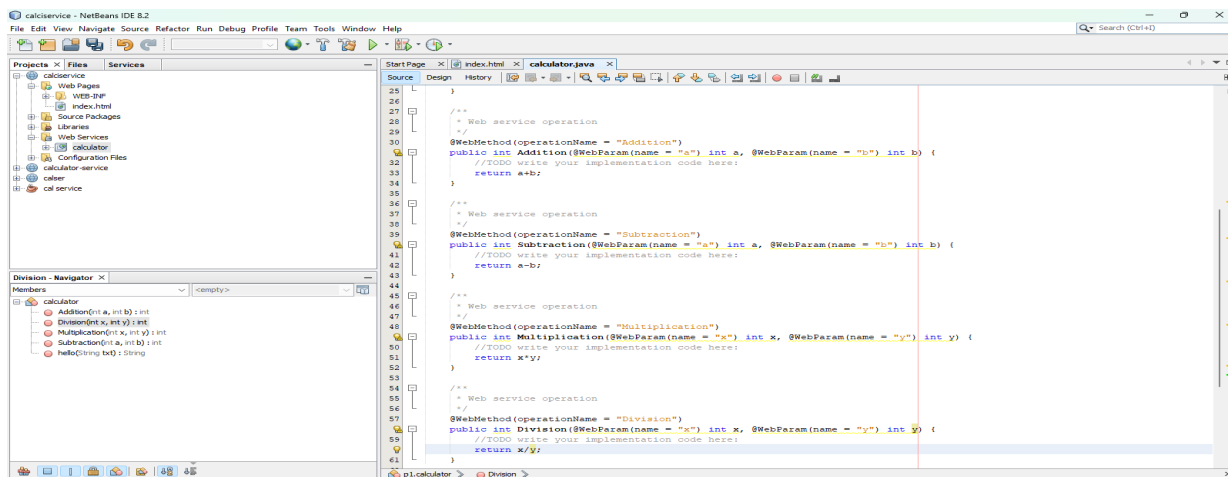 calciservice - NetBeans IDE 8.2
File Edit View Navigate Source Refactor Run Debug Profile Team Tools Window Help
Search (Ctrl+I)
Projects × Files Services
calciservice
Web Pages
WEB-INF
index.html
Source Packages
Libraries
Web Services
calculator
Configuration Files
calculator-service
calser
cal service
Division - Navigator ×
Members <empty>
calculator
Addition(int a, int b) : int
Division(int x, int y) : int
Multiplication(int x, int y) : int
Subtraction(int a, int b) : int
hello(String txt) : String
Start Page × index.html × calculator.java ×
Source Design History
25 }
26
27 /**
28 * Web service operation
29 */
30 @WebMethod(operationName = "Addition")
public int Addition(@WebParam(name = "a") int a, @WebParam(name = "b") int b) {
32 //TODO write your implementation code here:
33 return a+b;
34 }
35
36 /**
37 * Web service operation
38 */
39 @WebMethod(operationName = "Subtraction")
public int Subtraction(@WebParam(name = "a") int a, @WebParam(name = "b") int b) {
41 //TODO write your implementation code here:
42 return a-b;
43 }
44
45 /**
46 * Web service operation
47 */
48 @WebMethod(operationName = "Multiplication")
public int Multiplication(@WebParam(name = "x") int x, @WebParam(name = "y") int y) {
50 //TODO write your implementation code here:
51 return x*y;
52 }
53
54 /**
55 * Web service operation
56 */
57 @WebMethod(operationName = "Division")
public int Division(@WebParam(name = "x") int x, @WebParam(name = "y") int y) {
59 //TODO write your implementation code here:
return x/y;
61 }
p1.calculator > Division >